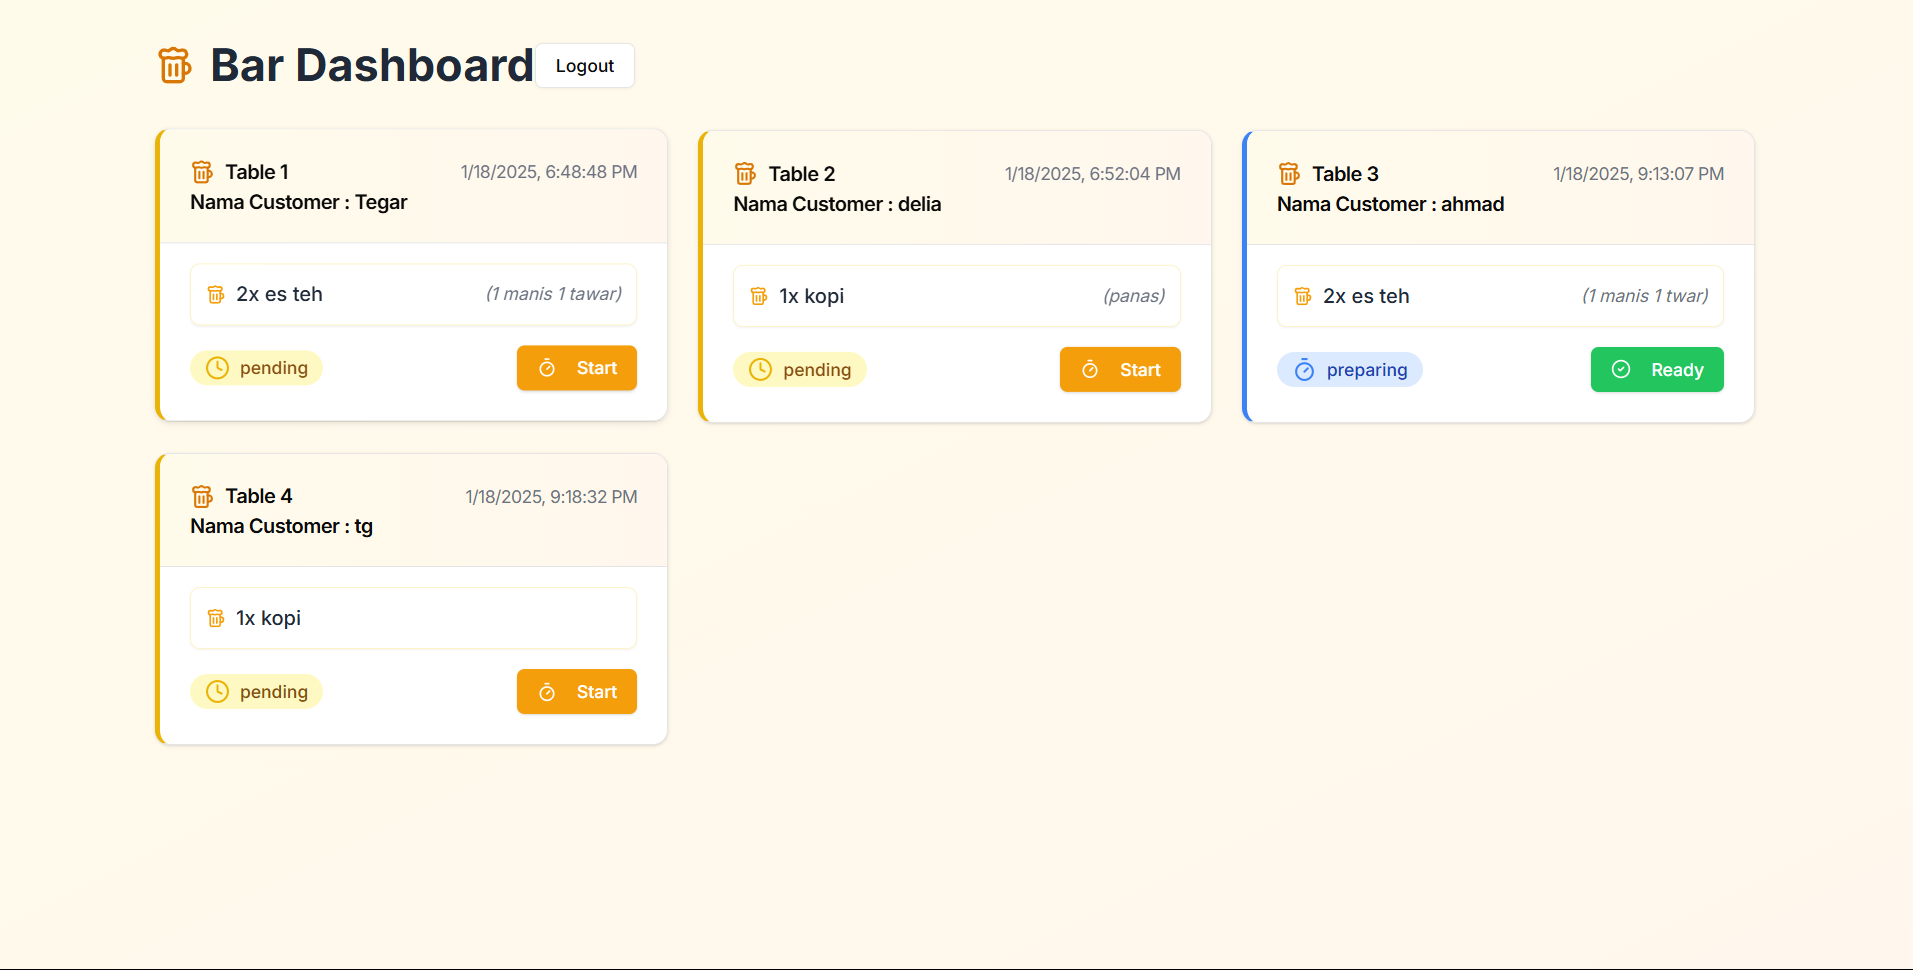 Bar Dashboard Logout
Table 1 1/18/2025, 6:48:48 PM
Nama Customer : Tegar
2x es teh (1 manis 1 tawar)
pending Start
Table 2 1/18/2025, 6:52:04 PM
Nama Customer : delia
1x kopi (panas)
pending Start
Table 3 1/18/2025, 9:13:07 PM
Nama Customer : ahmad
2x es teh (1 manis 1 twar)
preparing Ready
Table 4 1/18/2025, 9:18:32 PM
Nama Customer : tg
1x kopi
pending Start